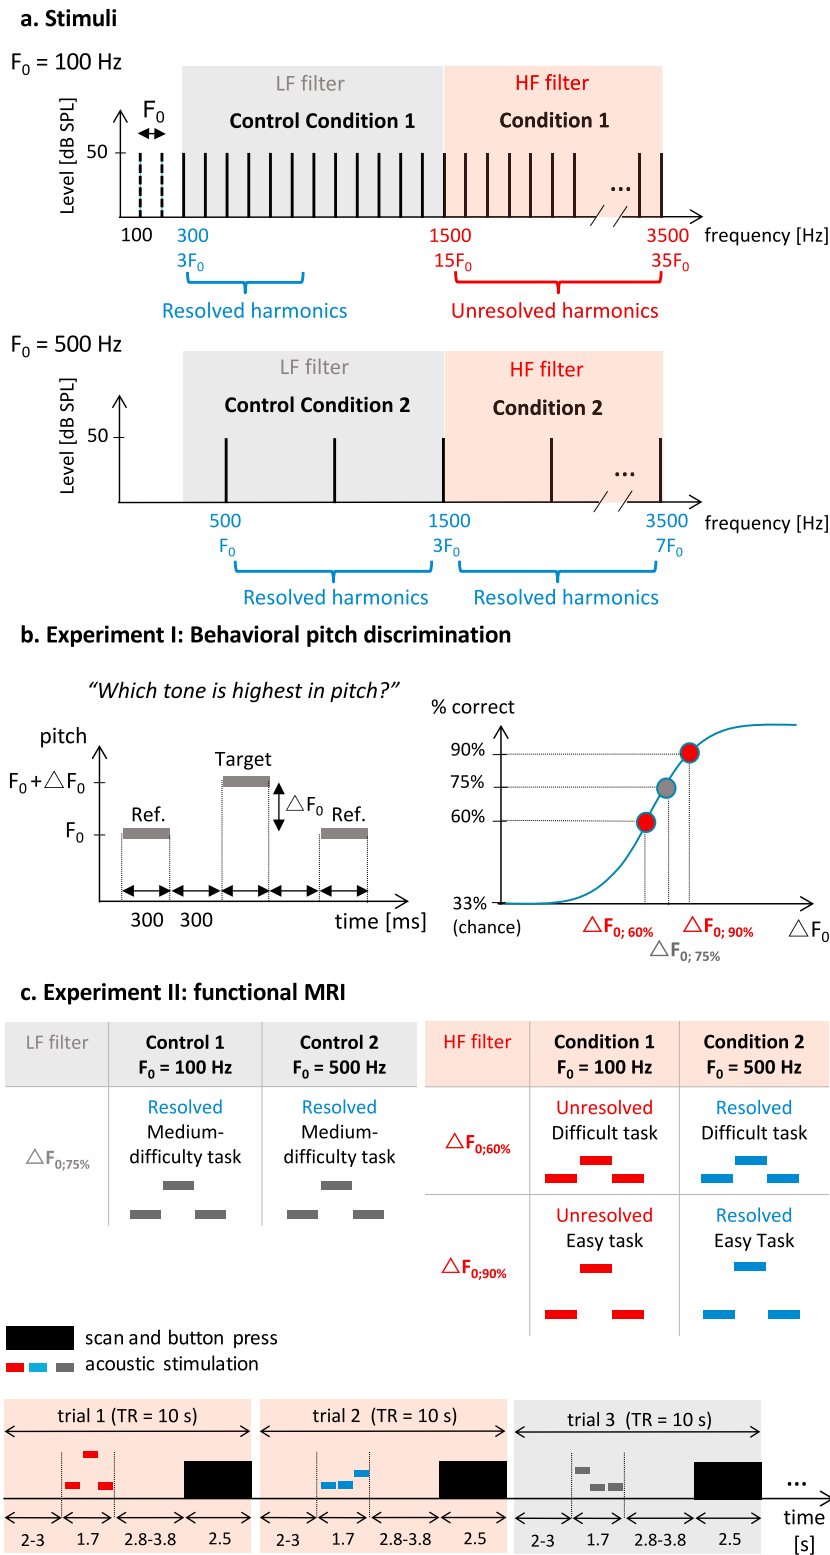 a. Stimuli
F0 = 100 Hz
LF filter
HF filter
F0
Control Condition 1
Condition 1
Level [dB SPL]
50
...
100
300
1500
3500
frequency [Hz]
3F0
15F0
35F0
Resolved harmonics
Unresolved harmonics
F0 = 500 Hz
LF filter
HF filter
Control Condition 2
Condition 2
Level [dB SPL]
50
...
500
1500
3500
frequency [Hz]
F0
3F0
7F0
Resolved harmonics
Resolved harmonics
b. Experiment I: Behavioral pitch discrimination
“Which tone is highest in pitch?”
pitch
Target
F0 + △F0
△F0
Ref.
Ref.
F0
300
300
time [ms]
% correct
90%
75%
60%
33%
(chance)
△F0; 60%
△F0; 90%
△F0
△F0; 75%
c. Experiment II: functional MRI
LF filter
Control 1
F0 = 100 Hz
Control 2
F0 = 500 Hz
△F0;75%
Resolved
Medium-
difficulty task
Resolved
Medium-
difficulty task
HF filter
Condition 1
F0 = 100 Hz
Condition 2
F0 = 500 Hz
△F0;60%
Unresolved
Difficult task
Resolved
Difficult task
△F0;90%
Unresolved
Easy task
Resolved
Easy Task
scan and button press
acoustic stimulation
trial 1 (TR = 10 s)
trial 2 (TR = 10 s)
trial 3 (TR = 10 s)
...
time
[s]
2-3
1.7
2.8-3.8
2.5
2-3
1.7
2.8-3.8
2.5
2-3
1.7
2.8-3.8
2.5